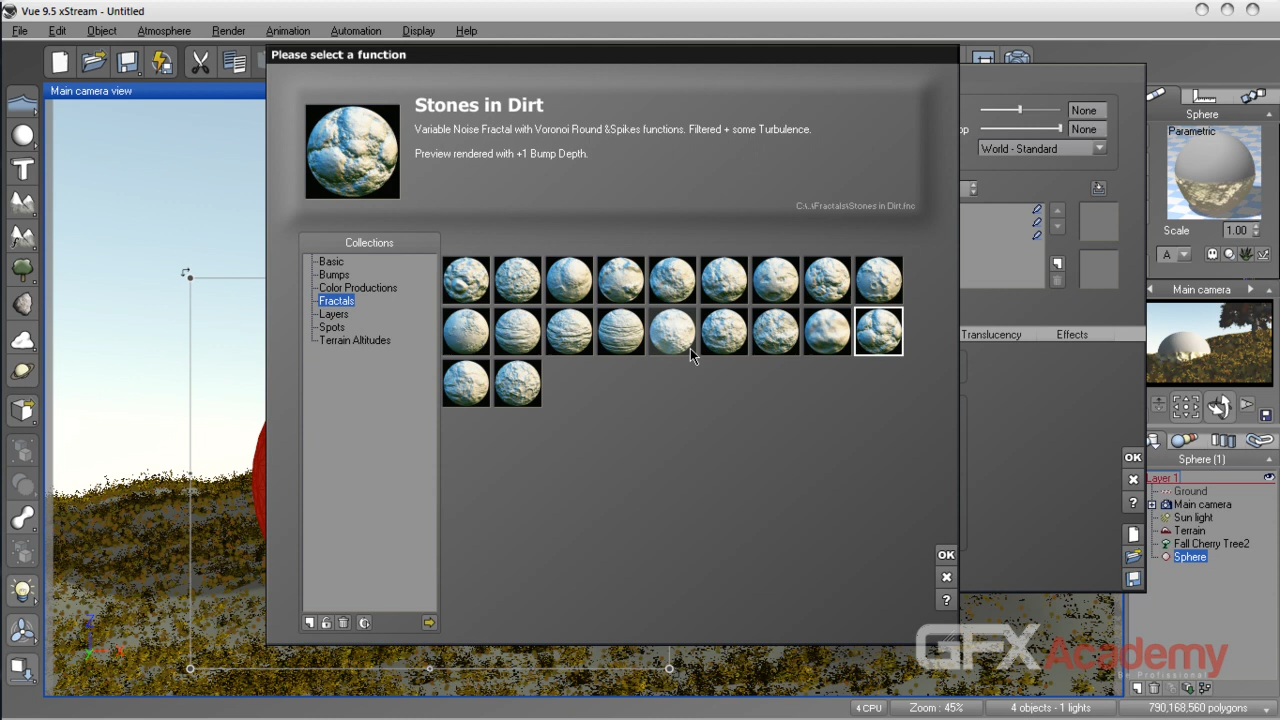 Vue 9.5 xStream - Untitled
File Edit Object Atmosphere Render Animation Automation Display Help
Please select a function
Main camera view
Stones in Dirt
Variable Noise Fractal with Voronoi Round &Spikes functions. Filtered + some Turbulence.
Preview rendered with +1 Bump Depth.
C:\..\Fractals\Stones in Dirt.fnc
Collections
Basic
Bumps
Color Productions
Fractals
Layers
Spots
Terrain Altitudes
OK
?
None
op None
World - Standard
Translucency Effects
OK
?
Sphere
Parametric
Scale 1.00
A
Main camera
Sphere (1)
Layer 1
Ground
Main camera
Sun light
Terrain
Fall Cherry Tree2
Sphere
Z
Y X
GFXAcademy
Be Professional
4 CPU Zoom : 45% 4 objects - 1 lights 790,168,560 polygons